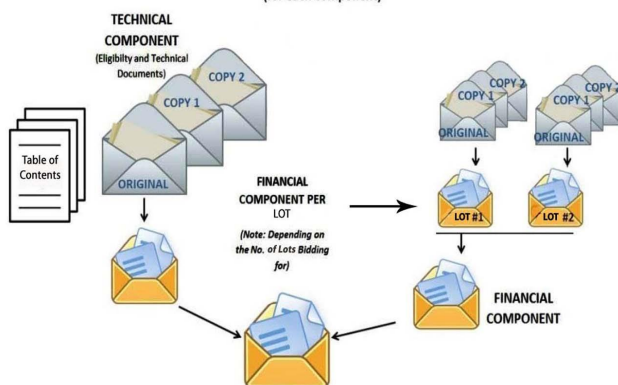 TECHNICAL
COMPONENT
(Eligibilty and Technical
Documents)
COPY 2
COPY 1
ORIGINAL
Table of
Contents
FINANCIAL
COMPONENT PER
LOT
(Note: Depending on
the No. of Lots Bidding
for)
COPY 2
COPY 1
ORIGINAL
COPY 1
ORIGINAL
LOT #1
LOT #2
FINANCIAL
COMPONENT